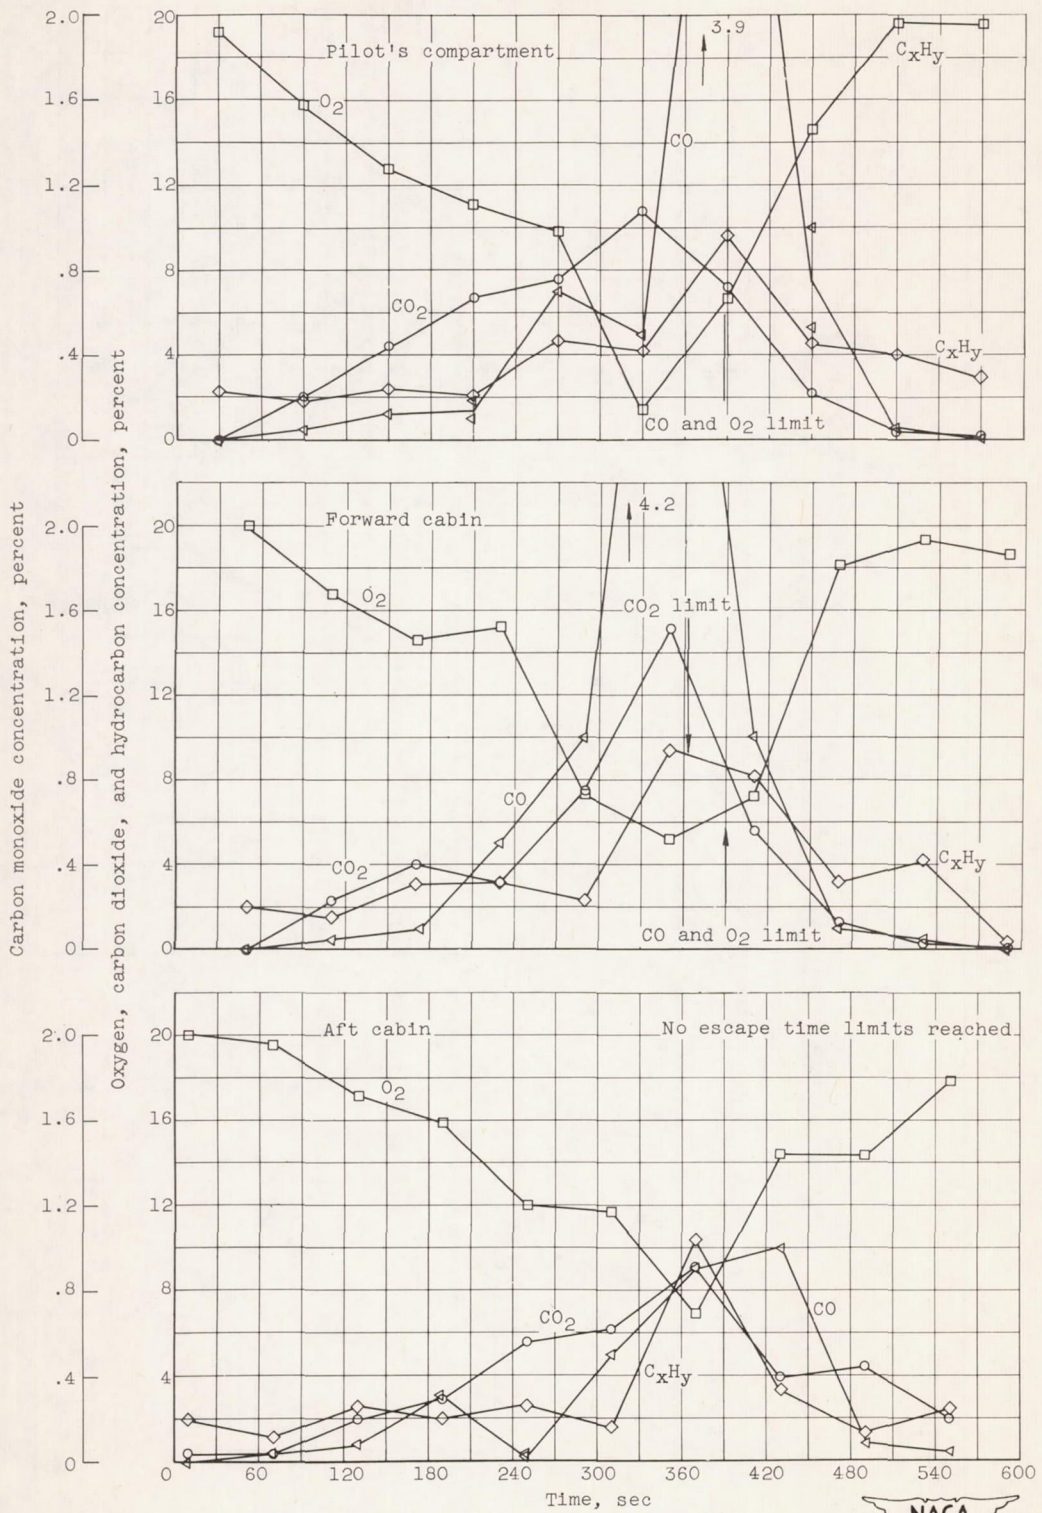 Carbon monoxide concentration, percent
Oxygen, carbon dioxide, and hydrocarbon concentration, percent
2.0
1.6
1.2
.8
.4
0
20
16
12
8
4
0
Pilot's compartment
3.9
CxHy
O2
CO
CO2
CxHy
CO and O2 limit
2.0
1.6
1.2
.8
.4
0
20
16
12
8
4
0
Forward cabin
4.2
O2
CO2 limit
CO
CO2
CxHy
CO and O2 limit
2.0
1.6
1.2
.8
.4
0
20
16
12
8
4
Aft cabin
No escape time limits reached
O2
CO2
CO
CxHy
0 60 120 180 240 300 360 420 480 540 600
Time, sec
NACA